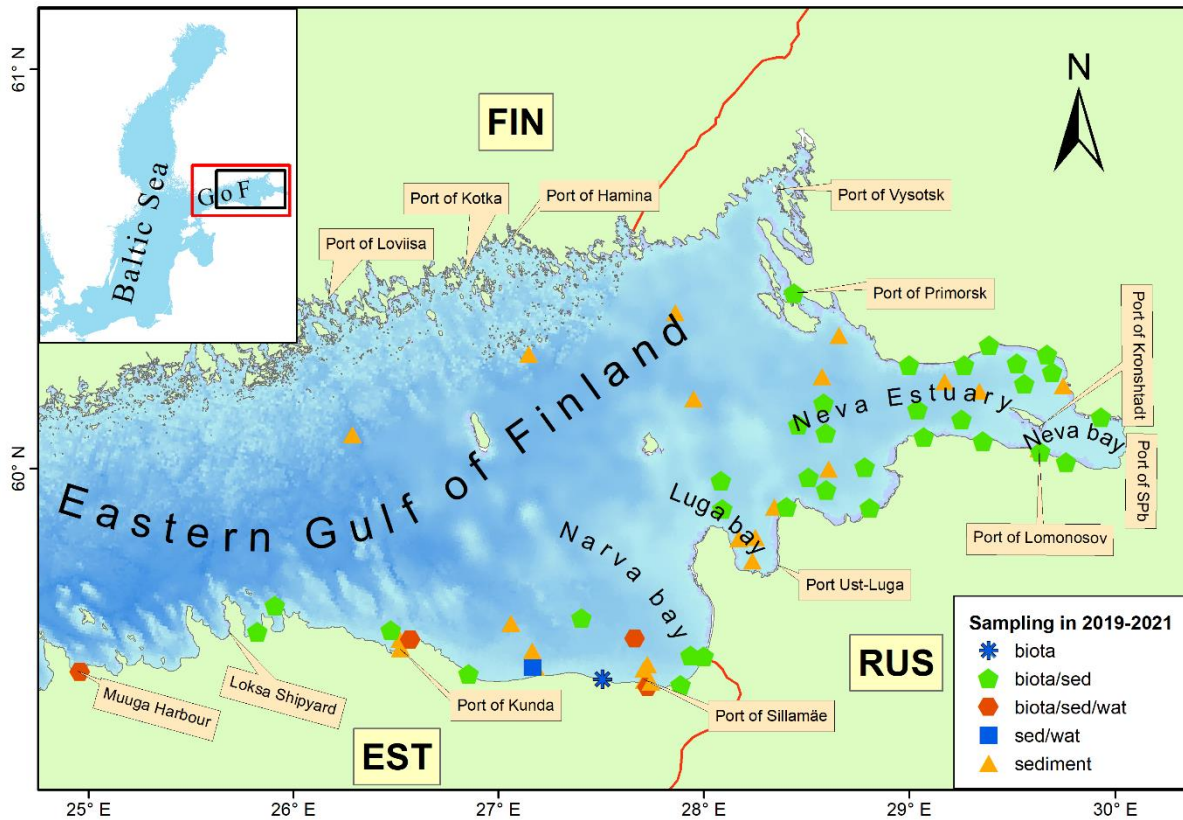 61° N
60° N
Baltic Sea
GoF
FIN
N
Port of Kotka
Port of Hamina
Port of Loviisa
Port of Vysotsk
Port of Primorsk
Port of Kronshtadt
Eastern Gulf of Finland
Neva Estuary
Neva bay
Port of SPb
Luga bay
Port of Lomonosov
Narva bay
Port Ust-Luga
RUS
Muuga Harbour
Loksa Shipyard
Port of Kunda
Port of Sillamäe
EST
Sampling in 2019-2021
biota
biota/sed
biota/sed/wat
sed/wat
sediment
25° E
26° E
27° E
28° E
29° E
30° E